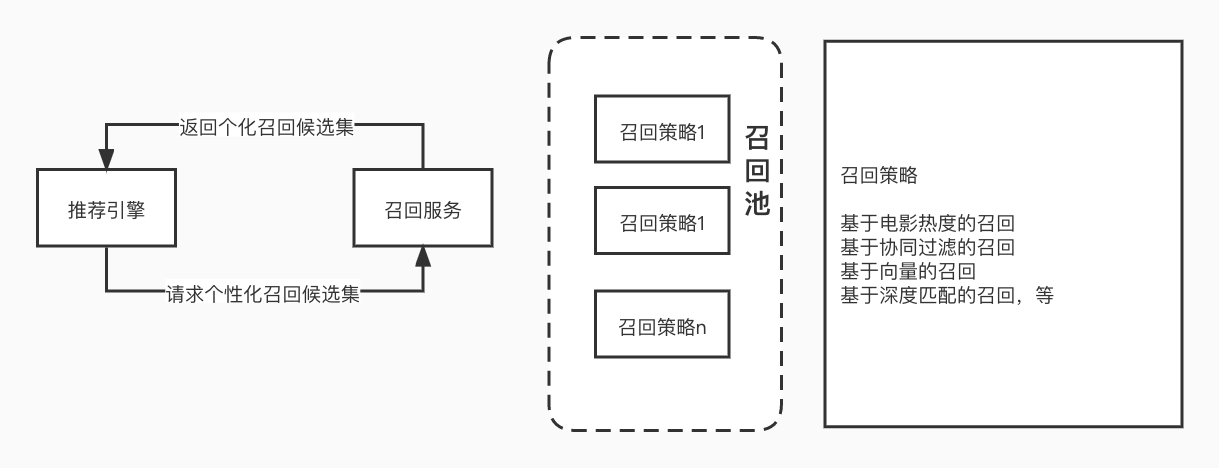 返回个化召回候选集
推荐引擎
召回服务
请求个性化召回候选集
召回策略1
召回策略1
召回策略n
召回池
召回策略
基于电影热度的召回
基于协同过滤的召回
基于向量的召回
基于深度匹配的召回，等